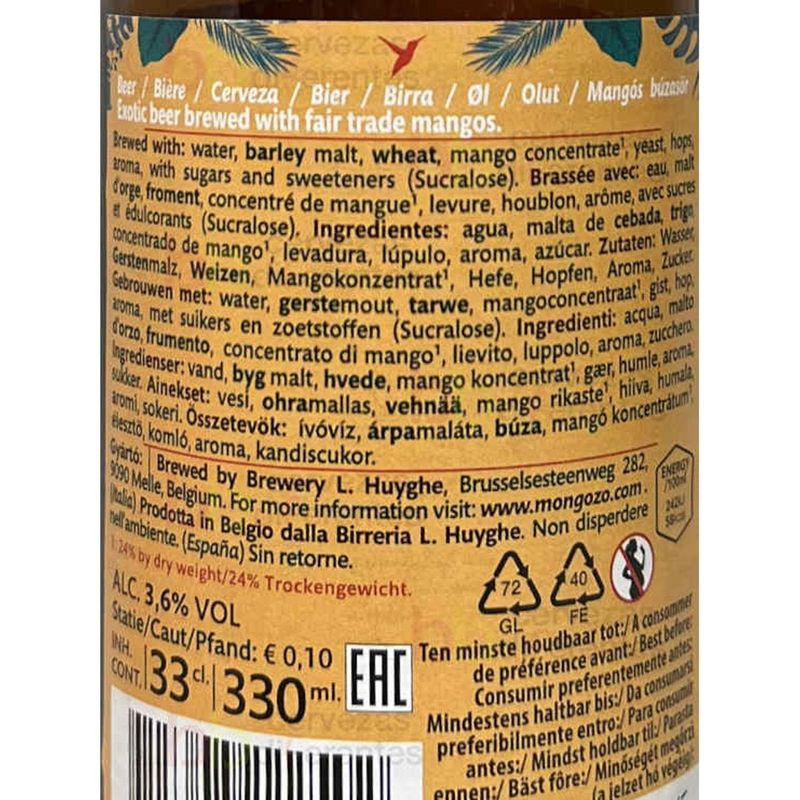 Beer / Bière / Cerveza / Bier / Birra / Øl / Olut / Mangós búzasör /
Exotic beer brewed with fair trade mangos.
Brewed with: water, barley malt, wheat, mango concentrate¹, yeast, hops,
aroma, with sugars and sweeteners (Sucralose). Brassée avec: eau, malt
d'orge, froment, concentré de mangue¹, levure, houblon, arôme, avec sucres
et édulcorants (Sucralose). Ingredientes: agua, malta de cebada, trigo,
concentrado de mango¹, levadura, lúpulo, aroma, azúcar. Zutaten: Wasser,
Gerstenmalz, Weizen, Mangokonzentrat¹, Hefe, Hopfen, Aroma, Zucker.
Gebrouwen met: water, gerstemout, tarwe, mangoconcentraat¹, gist, hop,
aroma, met suikers en zoetstoffen (Sucralose). Ingredienti: acqua, malto
d'orzo, frumento, concentrato di mango¹, lievito, luppolo, aroma, zucchero.
Ingredienser: vand, byg malt, hvede, mango koncentrat¹, gær, humle, aroma,
sukker. Ainekset: vesi, ohramallas, vehnää, mango rikaste¹, hiiva, humala,
aromi, sokeri. Összetevők: ívóvíz, árpamaláta, búza, mangó koncentrátum¹,
élesztő, komló, aroma, kandiscukor.
Gyártó: Brewed by Brewery L. Huyghe, Brusselsesteenweg 282,
9090 Melle, Belgium. For more information visit: www.mongozo.com.
(Italia) Prodotta in Belgio dalla Birreria L. Huyghe. Non disperdere
nell'ambiente. (España) Sin retorne.
1: 24% by dry weight/24% Trockengewicht.
ENERGY
/100ml
242kJ
58kcal
ALC. 3,6% VOL
Statie/Caut/Pfand: € 0,10
INH.
CONT.
33 cl. 330 ml.
EAC
72
GL
40
FE
Ten minste houdbaar tot:/ A consommer
de préférence avant:/ Best before:
Consumir preferentemente antes:
Mindestens haltbar bis:/ Da consumarsi
preferibilmente entro:/ Para consumir
antes:/ Mindst holdbar til:/ Parasta
ennen:/ Bäst före:/ Minőségét megőrzi
(a jelzet hó végéig):
cervezas
diferentes
cervezas
diferentes